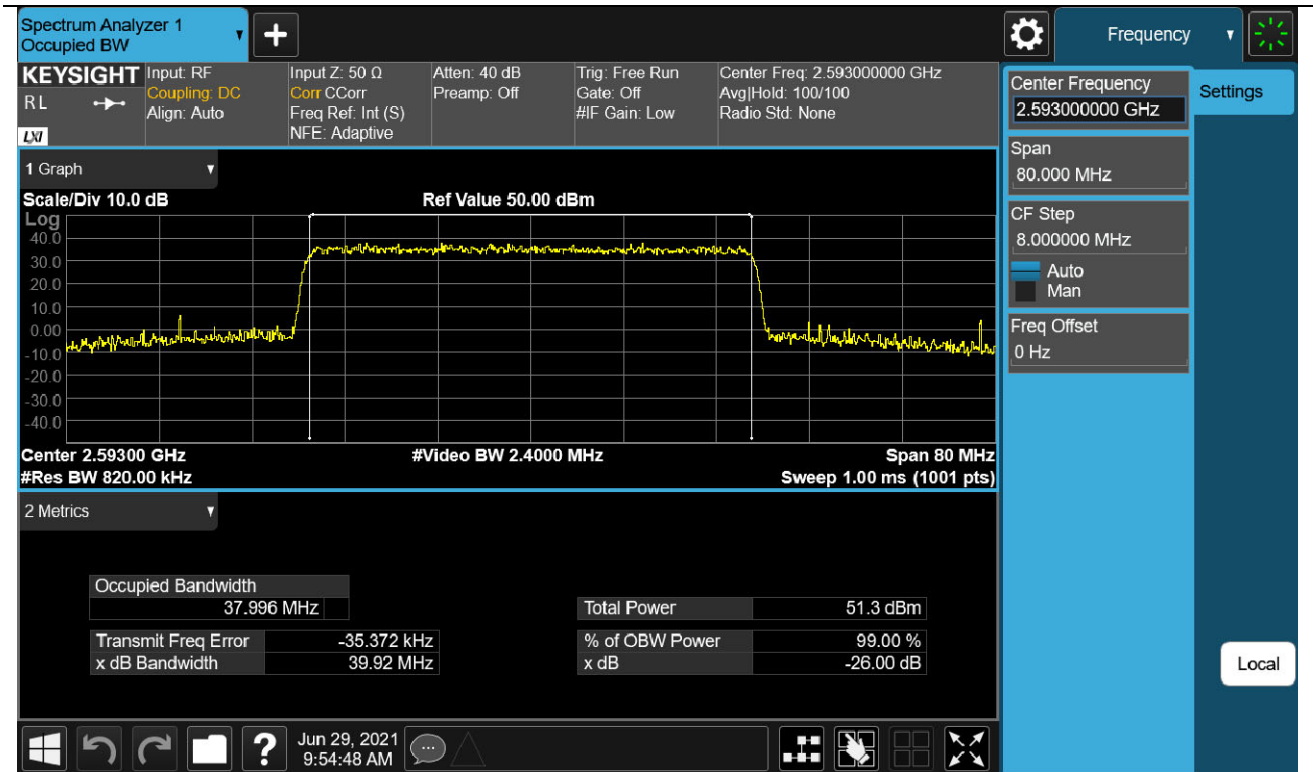 Spectrum Analyzer 1
Occupied BW
+
Frequency
KEYSIGHT
RL
LXI
Input: RF
Coupling: DC
Align: Auto
Input Z: 50 Ω
Corr CCorr
Freq Ref: Int (S)
NFE: Adaptive
Atten: 40 dB
Preamp: Off
Trig: Free Run
Gate: Off
#IF Gain: Low
Center Freq: 2.593000000 GHz
Avg|Hold: 100/100
Radio Std: None
Center Frequency
2.593000000 GHz
Settings
Span
80.000 MHz
CF Step
8.000000 MHz
Auto
Man
Freq Offset
0 Hz
Local
1 Graph
Scale/Div 10.0 dB
Ref Value 50.00 dBm
Log
40.0
30.0
20.0
10.0
0.00
-10.0
-20.0
-30.0
-40.0
Center 2.59300 GHz
#Video BW 2.4000 MHz
Span 80 MHz
#Res BW 820.00 kHz
Sweep 1.00 ms (1001 pts)
2 Metrics
Occupied Bandwidth
37.996 MHz
Total Power 51.3 dBm
Transmit Freq Error -35.372 kHz
% of OBW Power 99.00 %
x dB Bandwidth 39.92 MHz
x dB -26.00 dB
?
Jun 29, 2021
9:54:48 AM